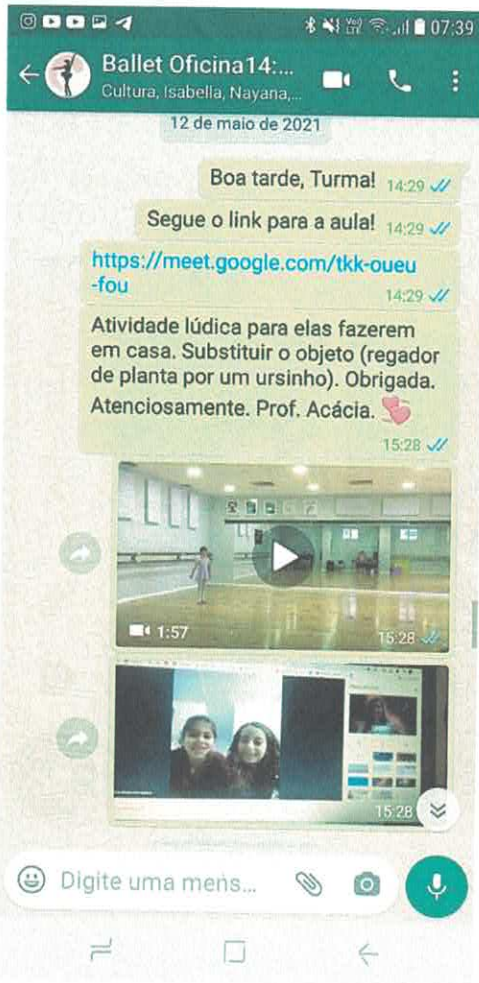 07:39
Ballet Oficina14:...
Cultura, Isabella, Nayana,...
12 de maio de 2021
Boa tarde, Turma! 14:29
Segue o link para a aula! 14:29
https://meet.google.com/tkk-oueu
-fou
14:29
Atividade lúdica para elas fazerem
em casa. Substituir o objeto (regador
de planta por um ursinho). Obrigada.
Atenciosamente. Prof. Acácia.
15:28
1:57 15:28
15:28
Digite uma mens...